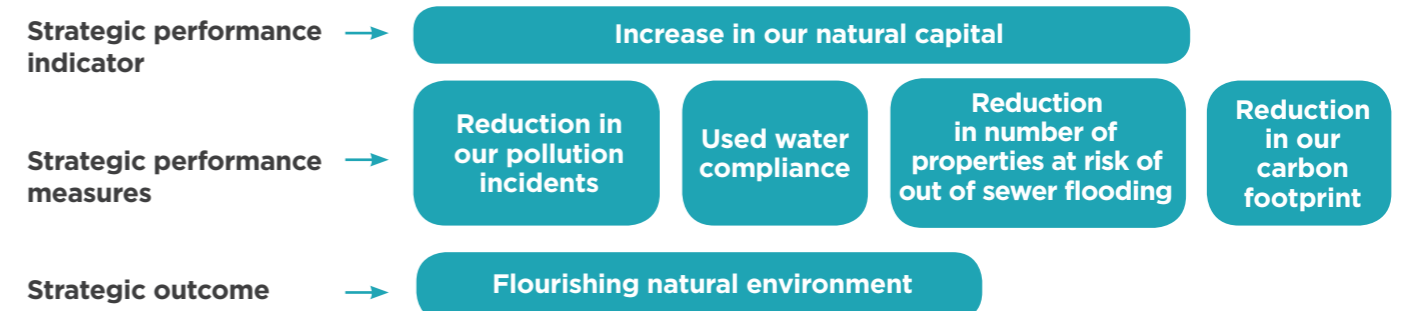 Strategic performance
indicator
Increase in our natural capital
Strategic performance
measures
Reduction in
our pollution
incidents
Used water
compliance
Reduction
in number of
properties at risk of
out of sewer flooding
Reduction
in our
carbon
footprint
Strategic outcome
Flourishing natural environment